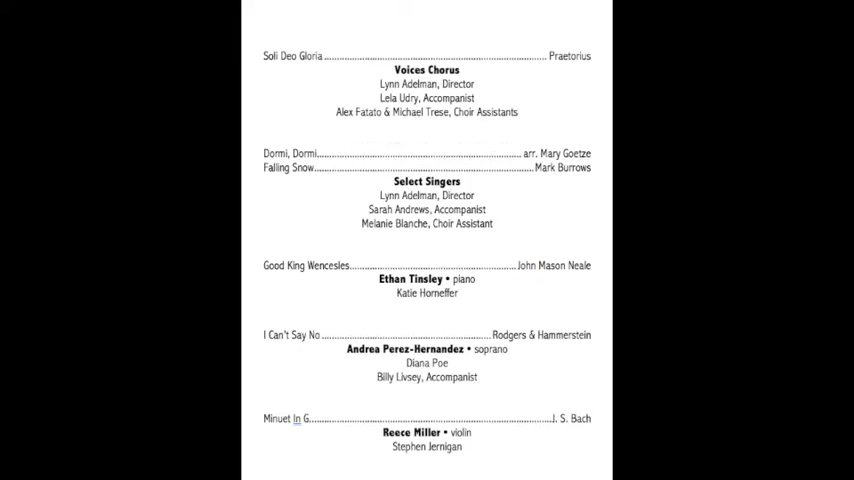 Soli Deo Gloria ........................................................................................ Praetorius
Voices Chorus
Lynn Adelman, Director
Lela Udry, Accompanist
Alex Fatato & Michael Trese, Choir Assistants
Dormi, Dormi................................................................................ arr. Mary Goetze
Falling Snow......................................................................................Mark Burrows
Select Singers
Lynn Adelman, Director
Sarah Andrews, Accompanist
Melanie Blanche, Choir Assistant
Good King Wencesles.................................................................John Mason Neale
Ethan Tinsley • piano
Katie Horneffer
I Can't Say No ....................................................................Rodgers & Hammerstein
Andrea Perez-Hernandez • soprano
Diana Poe
Billy Livsey, Accompanist
Minuet In G................................................................................................J. S. Bach
Reece Miller • violin
Stephen Jernigan